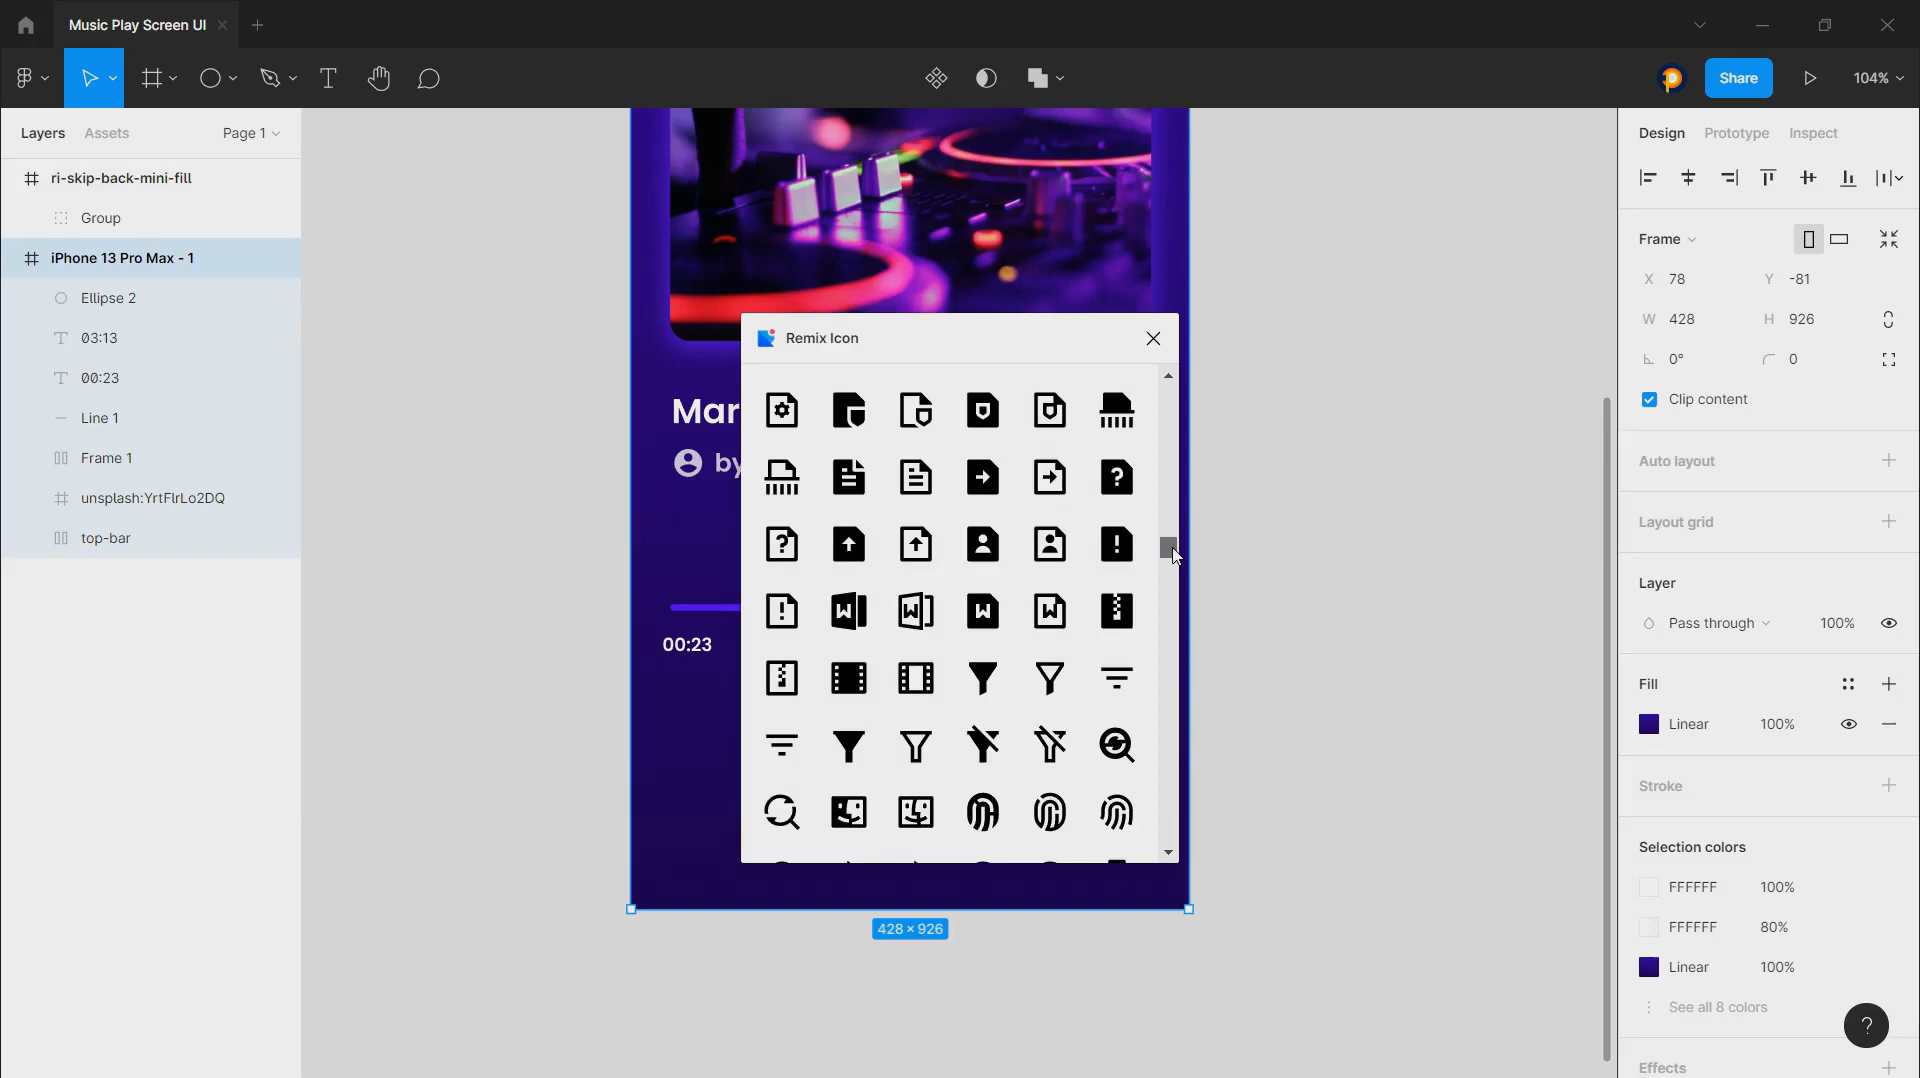 Music Play Screen UI
Share
104%
Layers
Assets
Page 1
ri-skip-back-mini-fill
Group
iPhone 13 Pro Max - 1
Ellipse 2
03:13
00:23
Line 1
Frame 1
unsplash:YrtFlrLo2DQ
top-bar
Mar
by
00:23
Remix Icon
428 × 926
Design
Prototype
Inspect
Frame
X 78
Y -81
W 428
H 926
0°
0
Clip content
Auto layout
Layout grid
Layer
Pass through
100%
Fill
Linear
100%
Stroke
Selection colors
FFFFFF
100%
FFFFFF
80%
Linear
100%
See all 8 colors
Effects
?